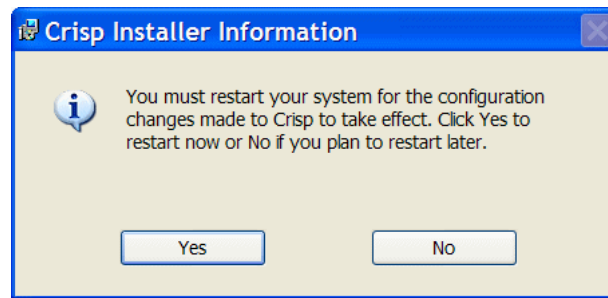 Crisp Installer Information
You must restart your system for the configuration
changes made to Crisp to take effect. Click Yes to
restart now or No if you plan to restart later.
Yes
No